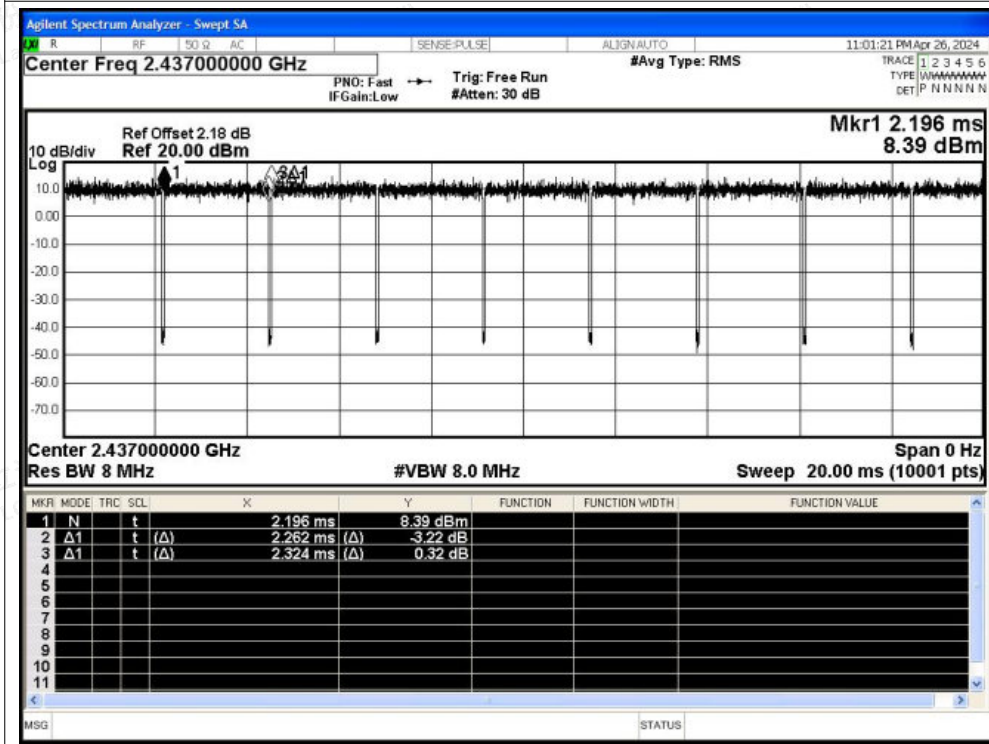 Agilent Spectrum Analyzer - Swept SA
LXI R RF 50 Ω AC SENSE:PULSE ALIGN AUTO 11:01:21 PM Apr 26, 2024
Center Freq 2.437000000 GHz #Avg Type: RMS TRACE 1 2 3 4 5 6
PNO: Fast Trig: Free Run TYPE WWWWWW
IFGain:Low #Atten: 30 dB DET P N N N N N
Mkr1 2.196 ms
Ref Offset 2.18 dB
10 dB/div Ref 20.00 dBm 8.39 dBm
Log
1 3Δ1
10.0
0.00
-10.0
-20.0
-30.0
-40.0
-50.0
-60.0
-70.0
Center 2.437000000 GHz Span 0 Hz
Res BW 8 MHz #VBW 8.0 MHz Sweep 20.00 ms (10001 pts)
MKR MODE TRC SCL X Y FUNCTION FUNCTION WIDTH FUNCTION VALUE
1 N t 2.196 ms 8.39 dBm
2 Δ1 t (Δ) 2.262 ms (Δ) -3.22 dB
3 Δ1 t (Δ) 2.324 ms (Δ) 0.32 dB
4
5
6
7
8
9
10
11
MSG STATUS